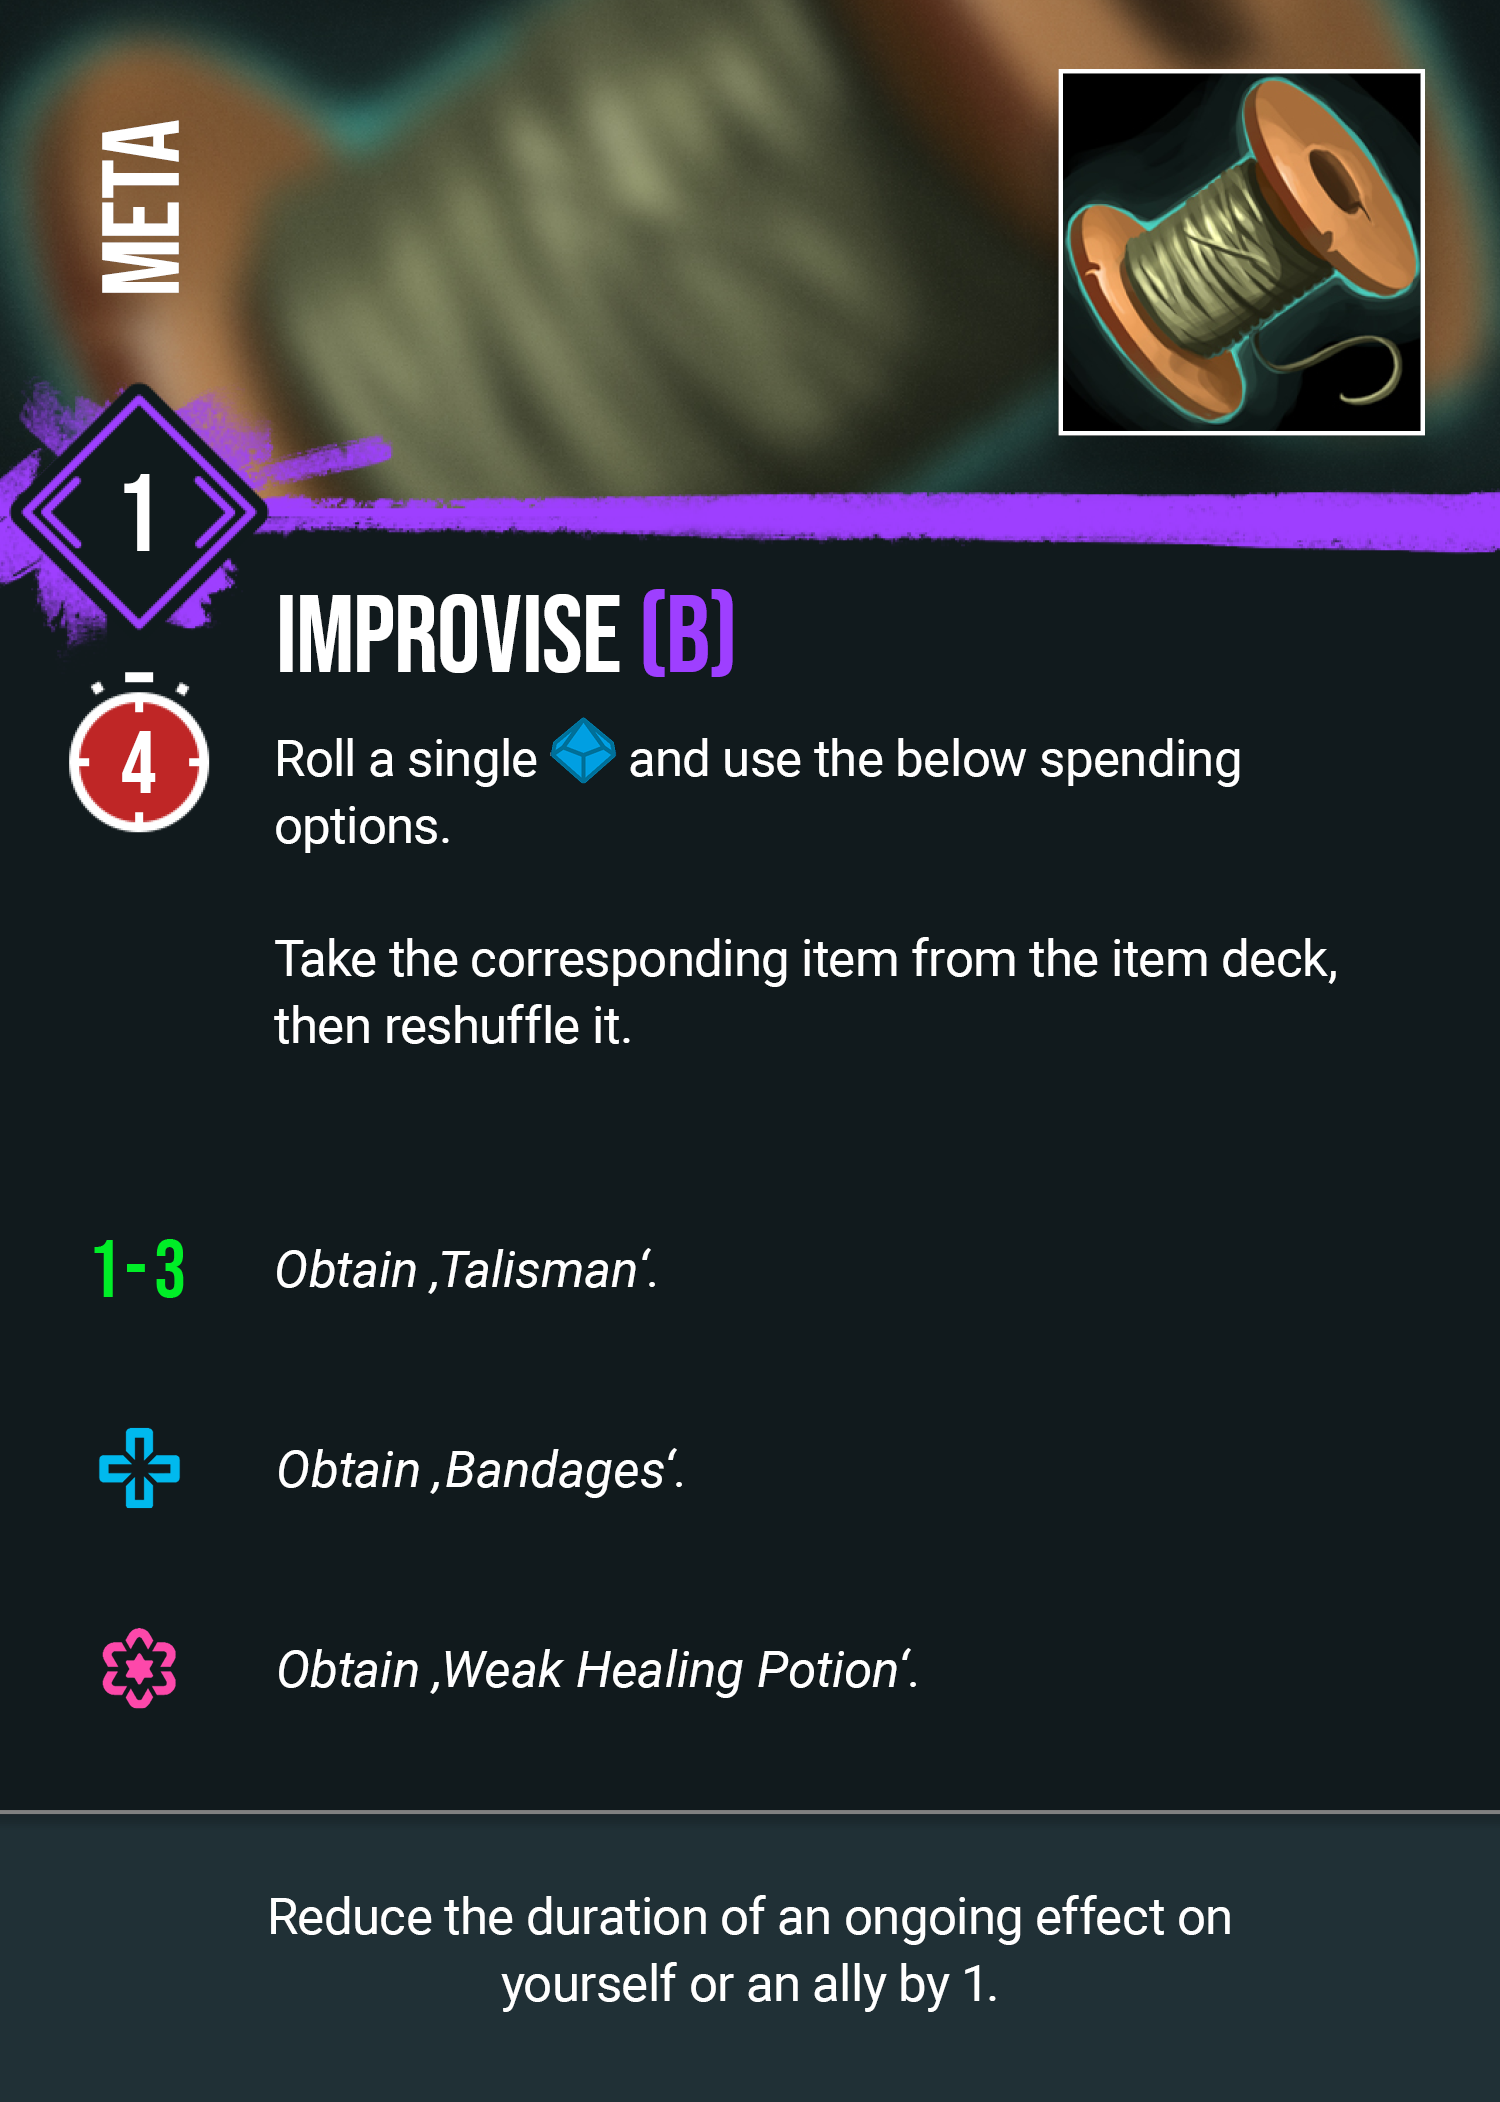 META
1
IMPROVISE (B)
4
Roll a single and use the below spending
options.
Take the corresponding item from the item deck,
then reshuffle it.
1-3
Obtain ‚Talisman‘.
Obtain ‚Bandages‘.
Obtain ‚Weak Healing Potion‘.
Reduce the duration of an ongoing effect on
yourself or an ally by 1.